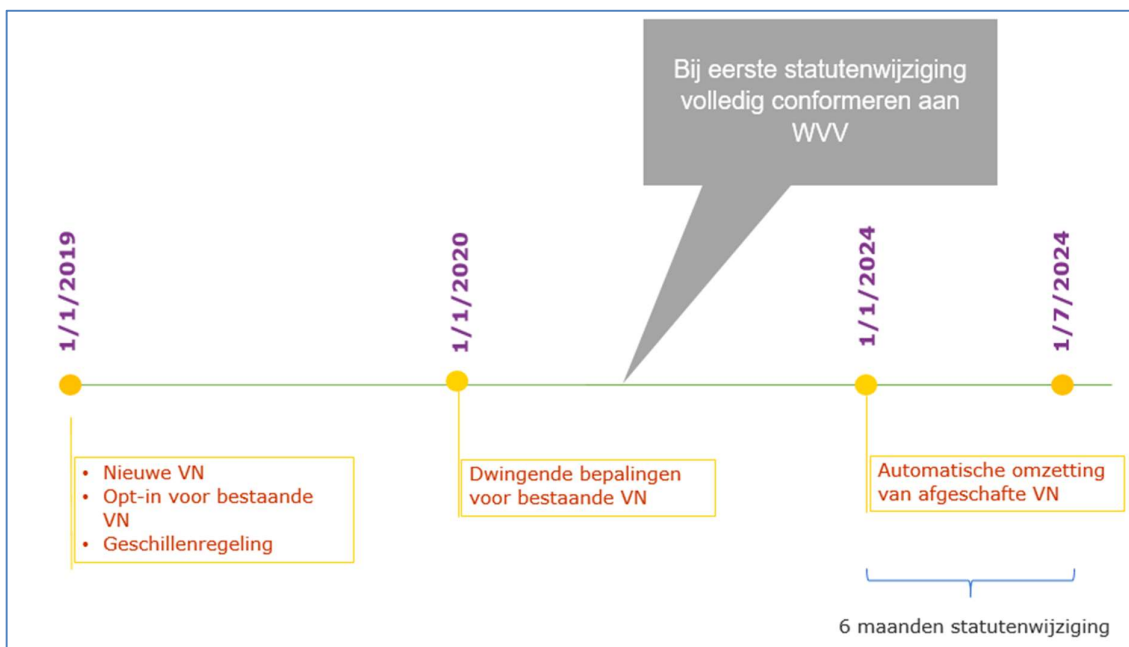 Bij eerste statutenwijziging
volledig conformeren aan
WVV
1/1/2019
1/1/2020
1/1/2024
1/7/2024
• Nieuwe VN
• Opt-in voor bestaande
VN
• Geschillenregeling
Dwingende bepalingen
voor bestaande VN
Automatische omzetting
van afgeschafte VN
6 maanden statutenwijziging